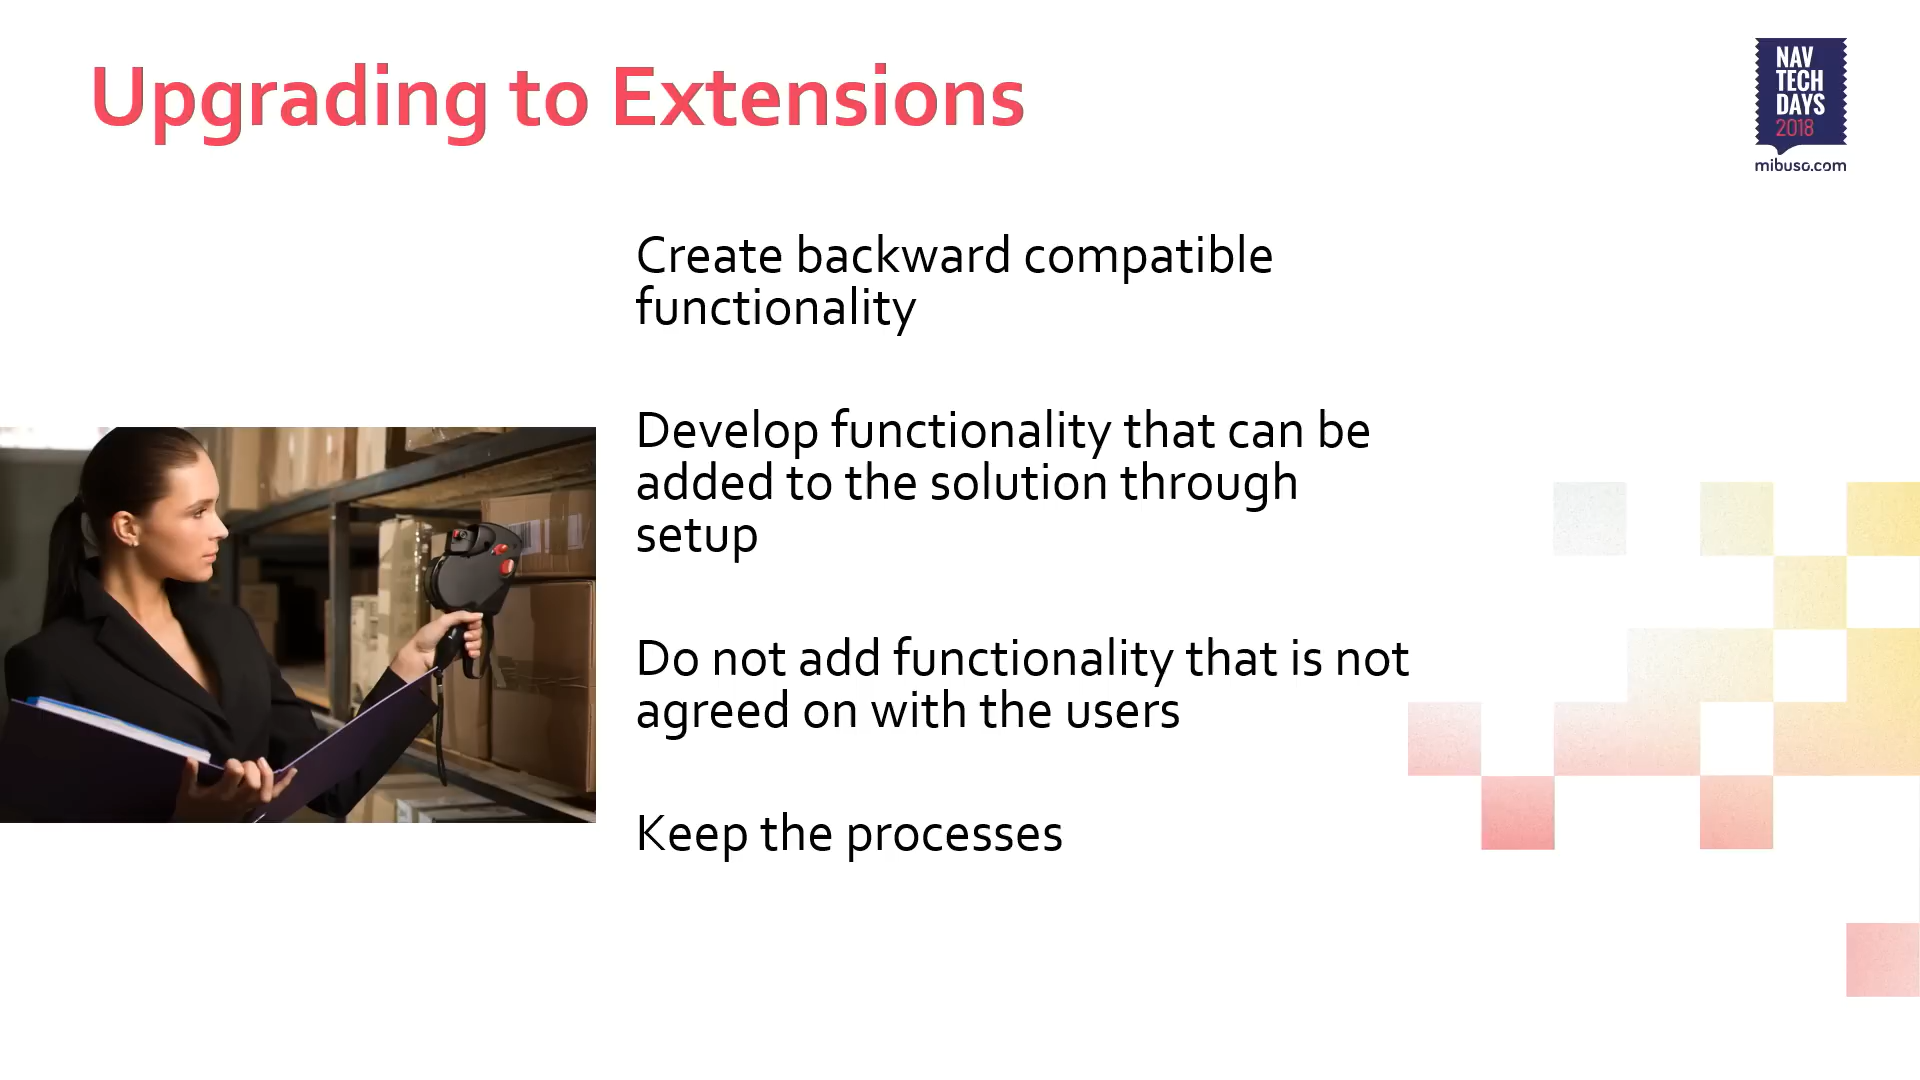 Upgrading to Extensions
NAV
TECH
DAYS
2018
mibuso.com
Create backward compatible
functionality
Develop functionality that can be
added to the solution through
setup
Do not add functionality that is not
agreed on with the users
Keep the processes